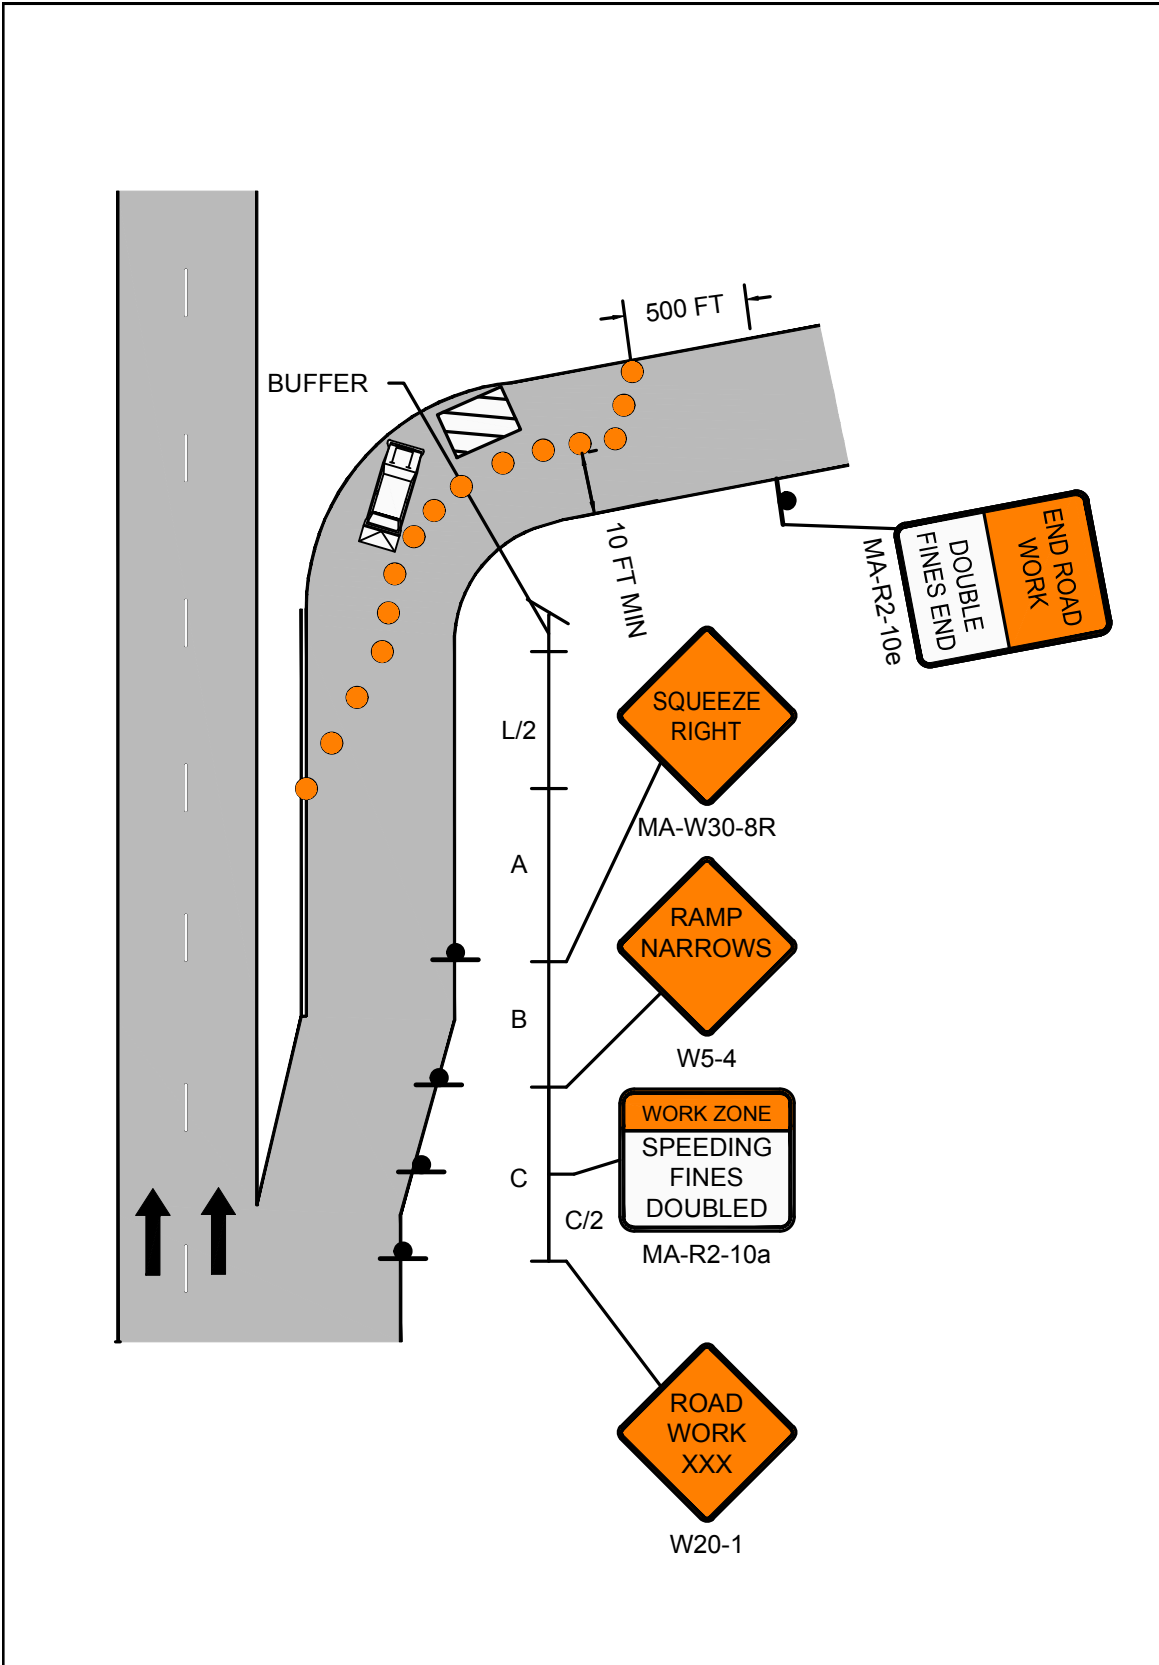 500 FT
BUFFER
10 FT MIN
END ROAD
WORK
DOUBLE
FINES END
MA-R2-10e
L/2
SQUEEZE
RIGHT
MA-W30-8R
A
RAMP
NARROWS
W5-4
B
WORK ZONE
SPEEDING
FINES
DOUBLED
MA-R2-10a
C
C/2
ROAD
WORK
XXX
W20-1